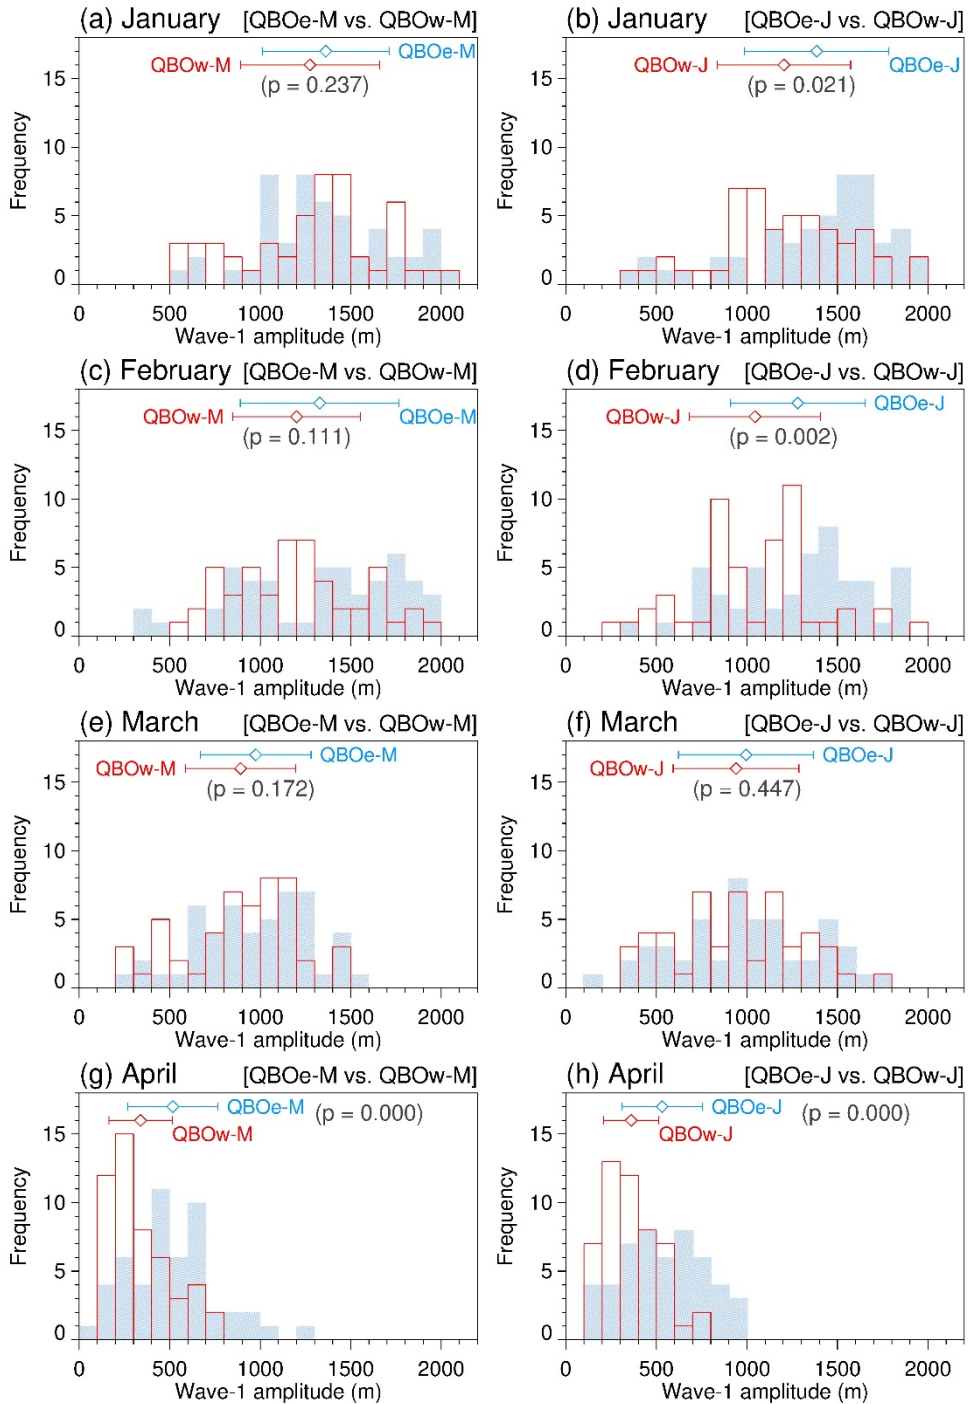 (a) January [QBOe-M vs. QBOw-M]
QBOe-M
QBOw-M
(p = 0.237)
Frequency
15
10
5
0
0 500 1000 1500 2000
Wave-1 amplitude (m)
(b) January [QBOe-J vs. QBOw-J]
QBOw-J
QBOe-J
(p = 0.021)
Frequency
15
10
5
0
0 500 1000 1500 2000
Wave-1 amplitude (m)
(c) February [QBOe-M vs. QBOw-M]
QBOw-M
QBOe-M
(p = 0.111)
Frequency
15
10
5
0
0 500 1000 1500 2000
Wave-1 amplitude (m)
(d) February [QBOe-J vs. QBOw-J]
QBOe-J
QBOw-J
(p = 0.002)
Frequency
15
10
5
0
0 500 1000 1500 2000
Wave-1 amplitude (m)
(e) March [QBOe-M vs. QBOw-M]
QBOe-M
QBOw-M
(p = 0.172)
Frequency
15
10
5
0
0 500 1000 1500 2000
Wave-1 amplitude (m)
(f) March [QBOe-J vs. QBOw-J]
QBOe-J
QBOw-J
(p = 0.447)
Frequency
15
10
5
0
0 500 1000 1500 2000
Wave-1 amplitude (m)
(g) April [QBOe-M vs. QBOw-M]
QBOe-M (p = 0.000)
QBOw-M
Frequency
15
10
5
0
0 500 1000 1500 2000
Wave-1 amplitude (m)
(h) April [QBOe-J vs. QBOw-J]
QBOe-J (p = 0.000)
QBOw-J
Frequency
15
10
5
0
0 500 1000 1500 2000
Wave-1 amplitude (m)